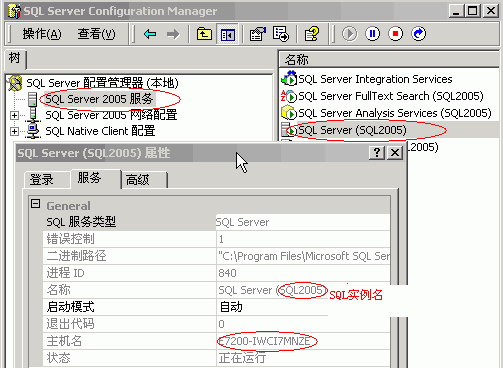 SQL Server Configuration Manager
操作(A) 查看(V)
树
名称
SQL Server 配置管理器 (本地)
SQL Server 2005 服务
SQL Server 2005 网络配置
SQL Native Client 配置
SQL Server Integration Services
SQL Server FullText Search (SQL2005)
SQL Server Analysis Services (SQL2005)
SQL Server (SQL2005)
SQL Server (SQL2005) 属性
登录 服务 高级
General
SQL 服务类型 SQL Server
错误控制 1
二进制路径 "C:\Program Files\Microsoft SQL Ser
进程 ID 840
名称 SQL Server (SQL2005 SQL实例名
启动模式 自动
退出代码 0
主机名 E7200-IWCI7MNZE
状态 正在运行